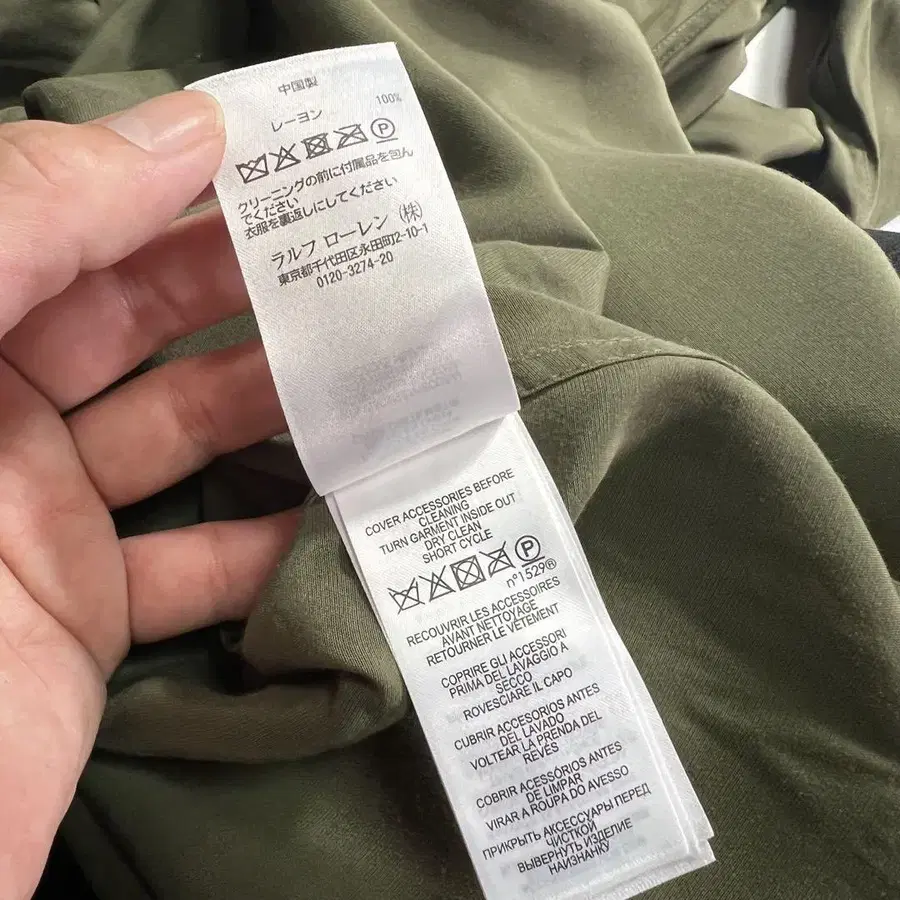 中国製
レーヨン 100%
P
クリーニングの前に付属品を包ん
でください
衣服を裏返しにしてください
ラルフ ローレン ㈱
東京都千代田区永田町2-10-1
0120-3274-20
COVER ACCESSORIES BEFORE
CLEANING
TURN GARMENT INSIDE OUT
DRY CLEAN
SHORT CYCLE
P
n°1529®
RECOUVRIR LES ACCESSOIRES
AVANT NETTOYAGE
RETOURNER LE VETEMENT
COPRIRE GLI ACCESSORI
PRIMA DEL LAVAGGIO A
SECCO
ROVESCIARE IL CAPO
CUBRIR ACCESORIOS ANTES
DEL LAVADO
VOLTEAR LA PRENDA DEL
REVÉS
COBRIR ACESSÓRIOS ANTES
DE LIMPAR
VIRAR A ROUPA DO AVESSO
ПРИКРЫТЬ АКСЕССУАРЫ ПЕРЕД
ЧИСТКОЙ
ВЫВЕРНУТЬ ИЗДЕЛИЕ
НАИЗНАНКУ